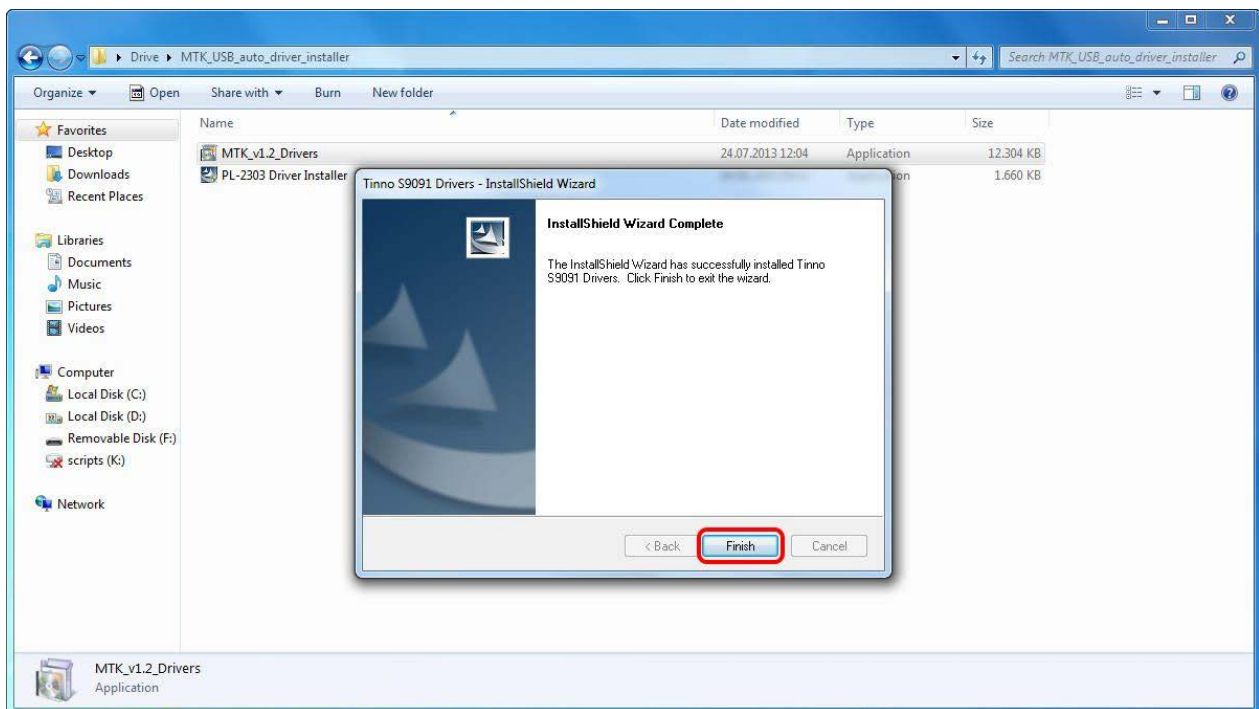 Drive ▸ MTK_USB_auto_driver_installer
Search MTK_USB_auto_driver_installer
Organize Open Share with Burn New folder
Name Date modified Type Size
Favorites
Desktop
Downloads
Recent Places
Libraries
Documents
Music
Pictures
Videos
Computer
Local Disk (C:)
Local Disk (D:)
Removable Disk (F:)
scripts (K:)
Network
MTK_v1.2_Drivers 24.07.2013 12:04 Application 12.304 KB
PL-2303 Driver Installer 1.660 KB
Tinno S9091 Drivers - InstallShield Wizard
InstallShield Wizard Complete
The InstallShield Wizard has successfully installed Tinno
S9091 Drivers. Click Finish to exit the wizard.
< Back Finish Cancel
MTK_v1.2_Drivers
Application